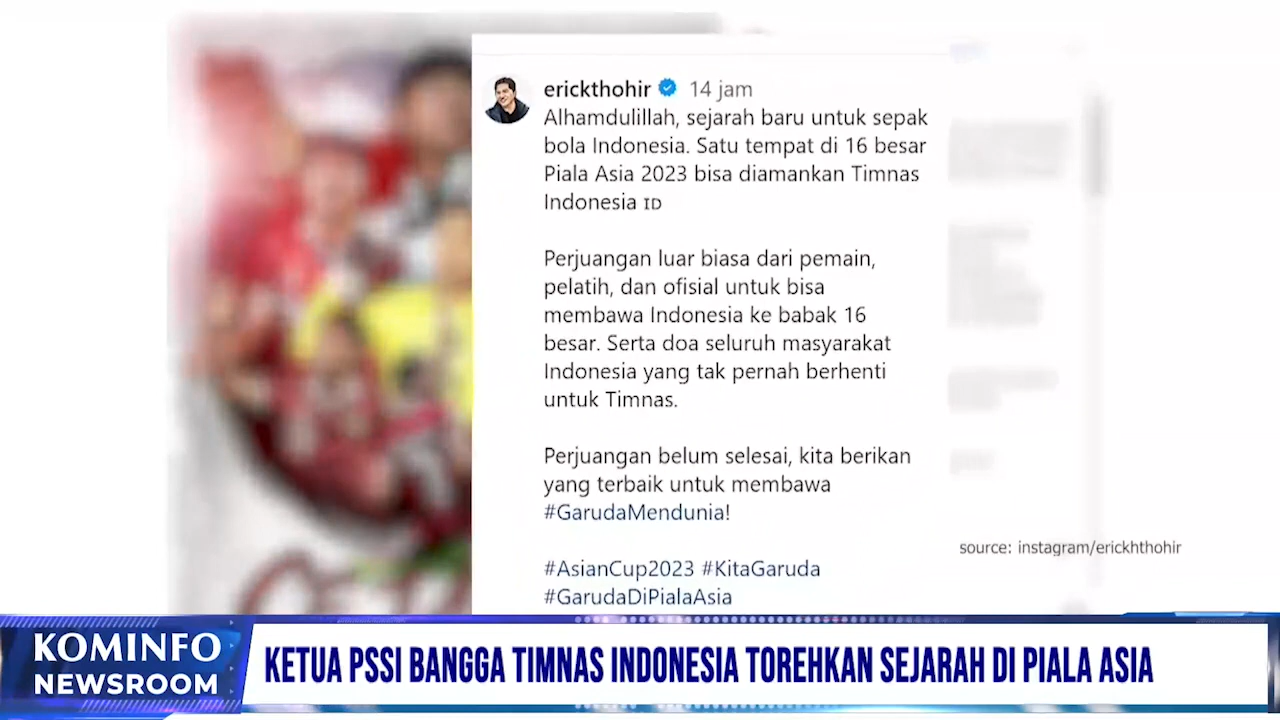 erickthohir 14 jam
Alhamdulillah, sejarah baru untuk sepak
bola Indonesia. Satu tempat di 16 besar
Piala Asia 2023 bisa diamankan Timnas
Indonesia ID
Perjuangan luar biasa dari pemain,
pelatih, dan ofisial untuk bisa
membawa Indonesia ke babak 16
besar. Serta doa seluruh masyarakat
Indonesia yang tak pernah berhenti
untuk Timnas.
Perjuangan belum selesai, kita berikan
yang terbaik untuk membawa
#GarudaMendunia!
#AsianCup2023 #KitaGaruda
#GarudaDiPialaAsia
source: instagram/erickhthohir
KOMINFO
NEWSROOM
KETUA PSSI BANGGA TIMNAS INDONESIA TOREHKAN SEJARAH DI PIALA ASIA